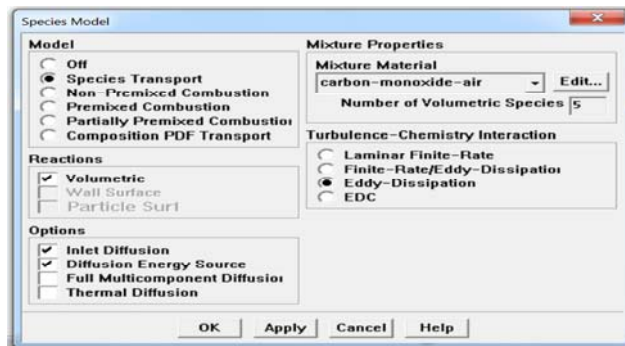 Species Model
Model
Off
Species Transport
Non-Premixed Combustion
Premixed Combustion
Partially Premixed Combustion
Composition PDF Transport
Reactions
Volumetric
Wall Surface
Particle Surf
Options
Inlet Diffusion
Diffusion Energy Source
Full Multicomponent Diffusion
Thermal Diffusion
Mixture Properties
Mixture Material
carbon-monoxide-air
Edit...
Number of Volumetric Species 5
Turbulence-Chemistry Interaction
Laminar Finite-Rate
Finite-Rate/Eddy-Dissipation
Eddy-Dissipation
EDC
OK Apply Cancel Help